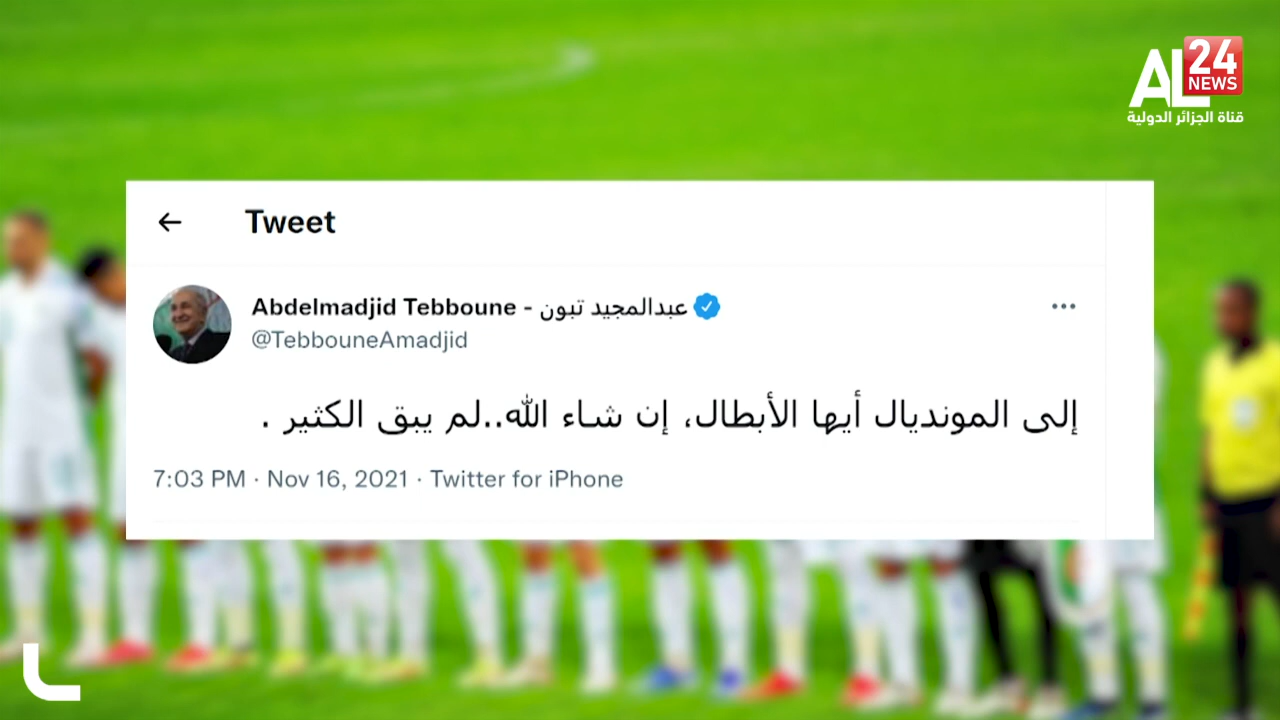 AL 24 NEWS
قناة الجزائر الدولية
Tweet
Abdelmadjid Tebboune - عبدالمجيد تبون
@TebbouneAmadjid
إلى المونديال أيها الأبطال، إن شاء الله..لم يبق الكثير .
7:03 PM · Nov 16, 2021 · Twitter for iPhone